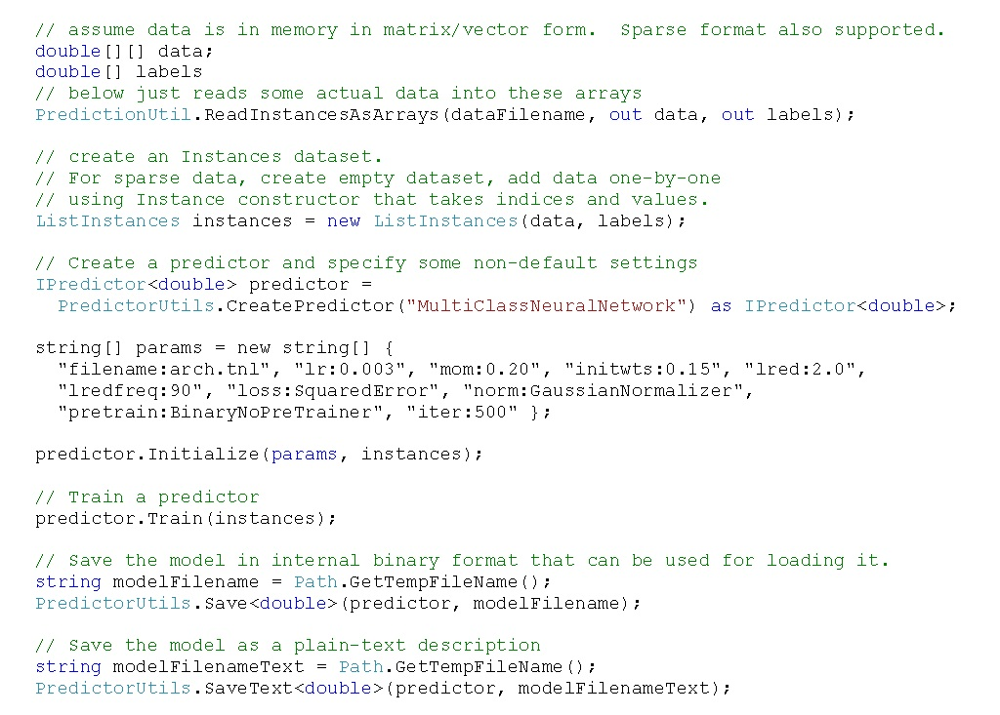 // assume data is in memory in matrix/vector form.  Sparse format also supported.
double[][] data;
double[] labels
// below just reads some actual data into these arrays
PredictionUtil.ReadInstancesAsArrays(dataFilename, out data, out labels);
// create an Instances dataset.
// For sparse data, create empty dataset, add data one-by-one
// using Instance constructor that takes indices and values.
ListInstances instances = new ListInstances(data, labels);
// Create a predictor and specify some non-default settings
IPredictor<double> predictor =
  PredictorUtils.CreatePredictor("MultiClassNeuralNetwork") as IPredictor<double>;
string[] params = new string[] {
  "filename:arch.tnl", "lr:0.003", "mom:0.20", "initwts:0.15", "lred:2.0",
  "lredfreq:90", "loss:SquaredError", "norm:GaussianNormalizer",
  "pretrain:BinaryNoPreTrainer", "iter:500" };
predictor.Initialize(params, instances);
// Train a predictor
predictor.Train(instances);
// Save the model in internal binary format that can be used for loading it.
string modelFilename = Path.GetTempFileName();
PredictorUtils.Save<double>(predictor, modelFilename);
// Save the model as a plain-text description
string modelFilenameText = Path.GetTempFileName();
PredictorUtils.SaveText<double>(predictor, modelFilenameText);